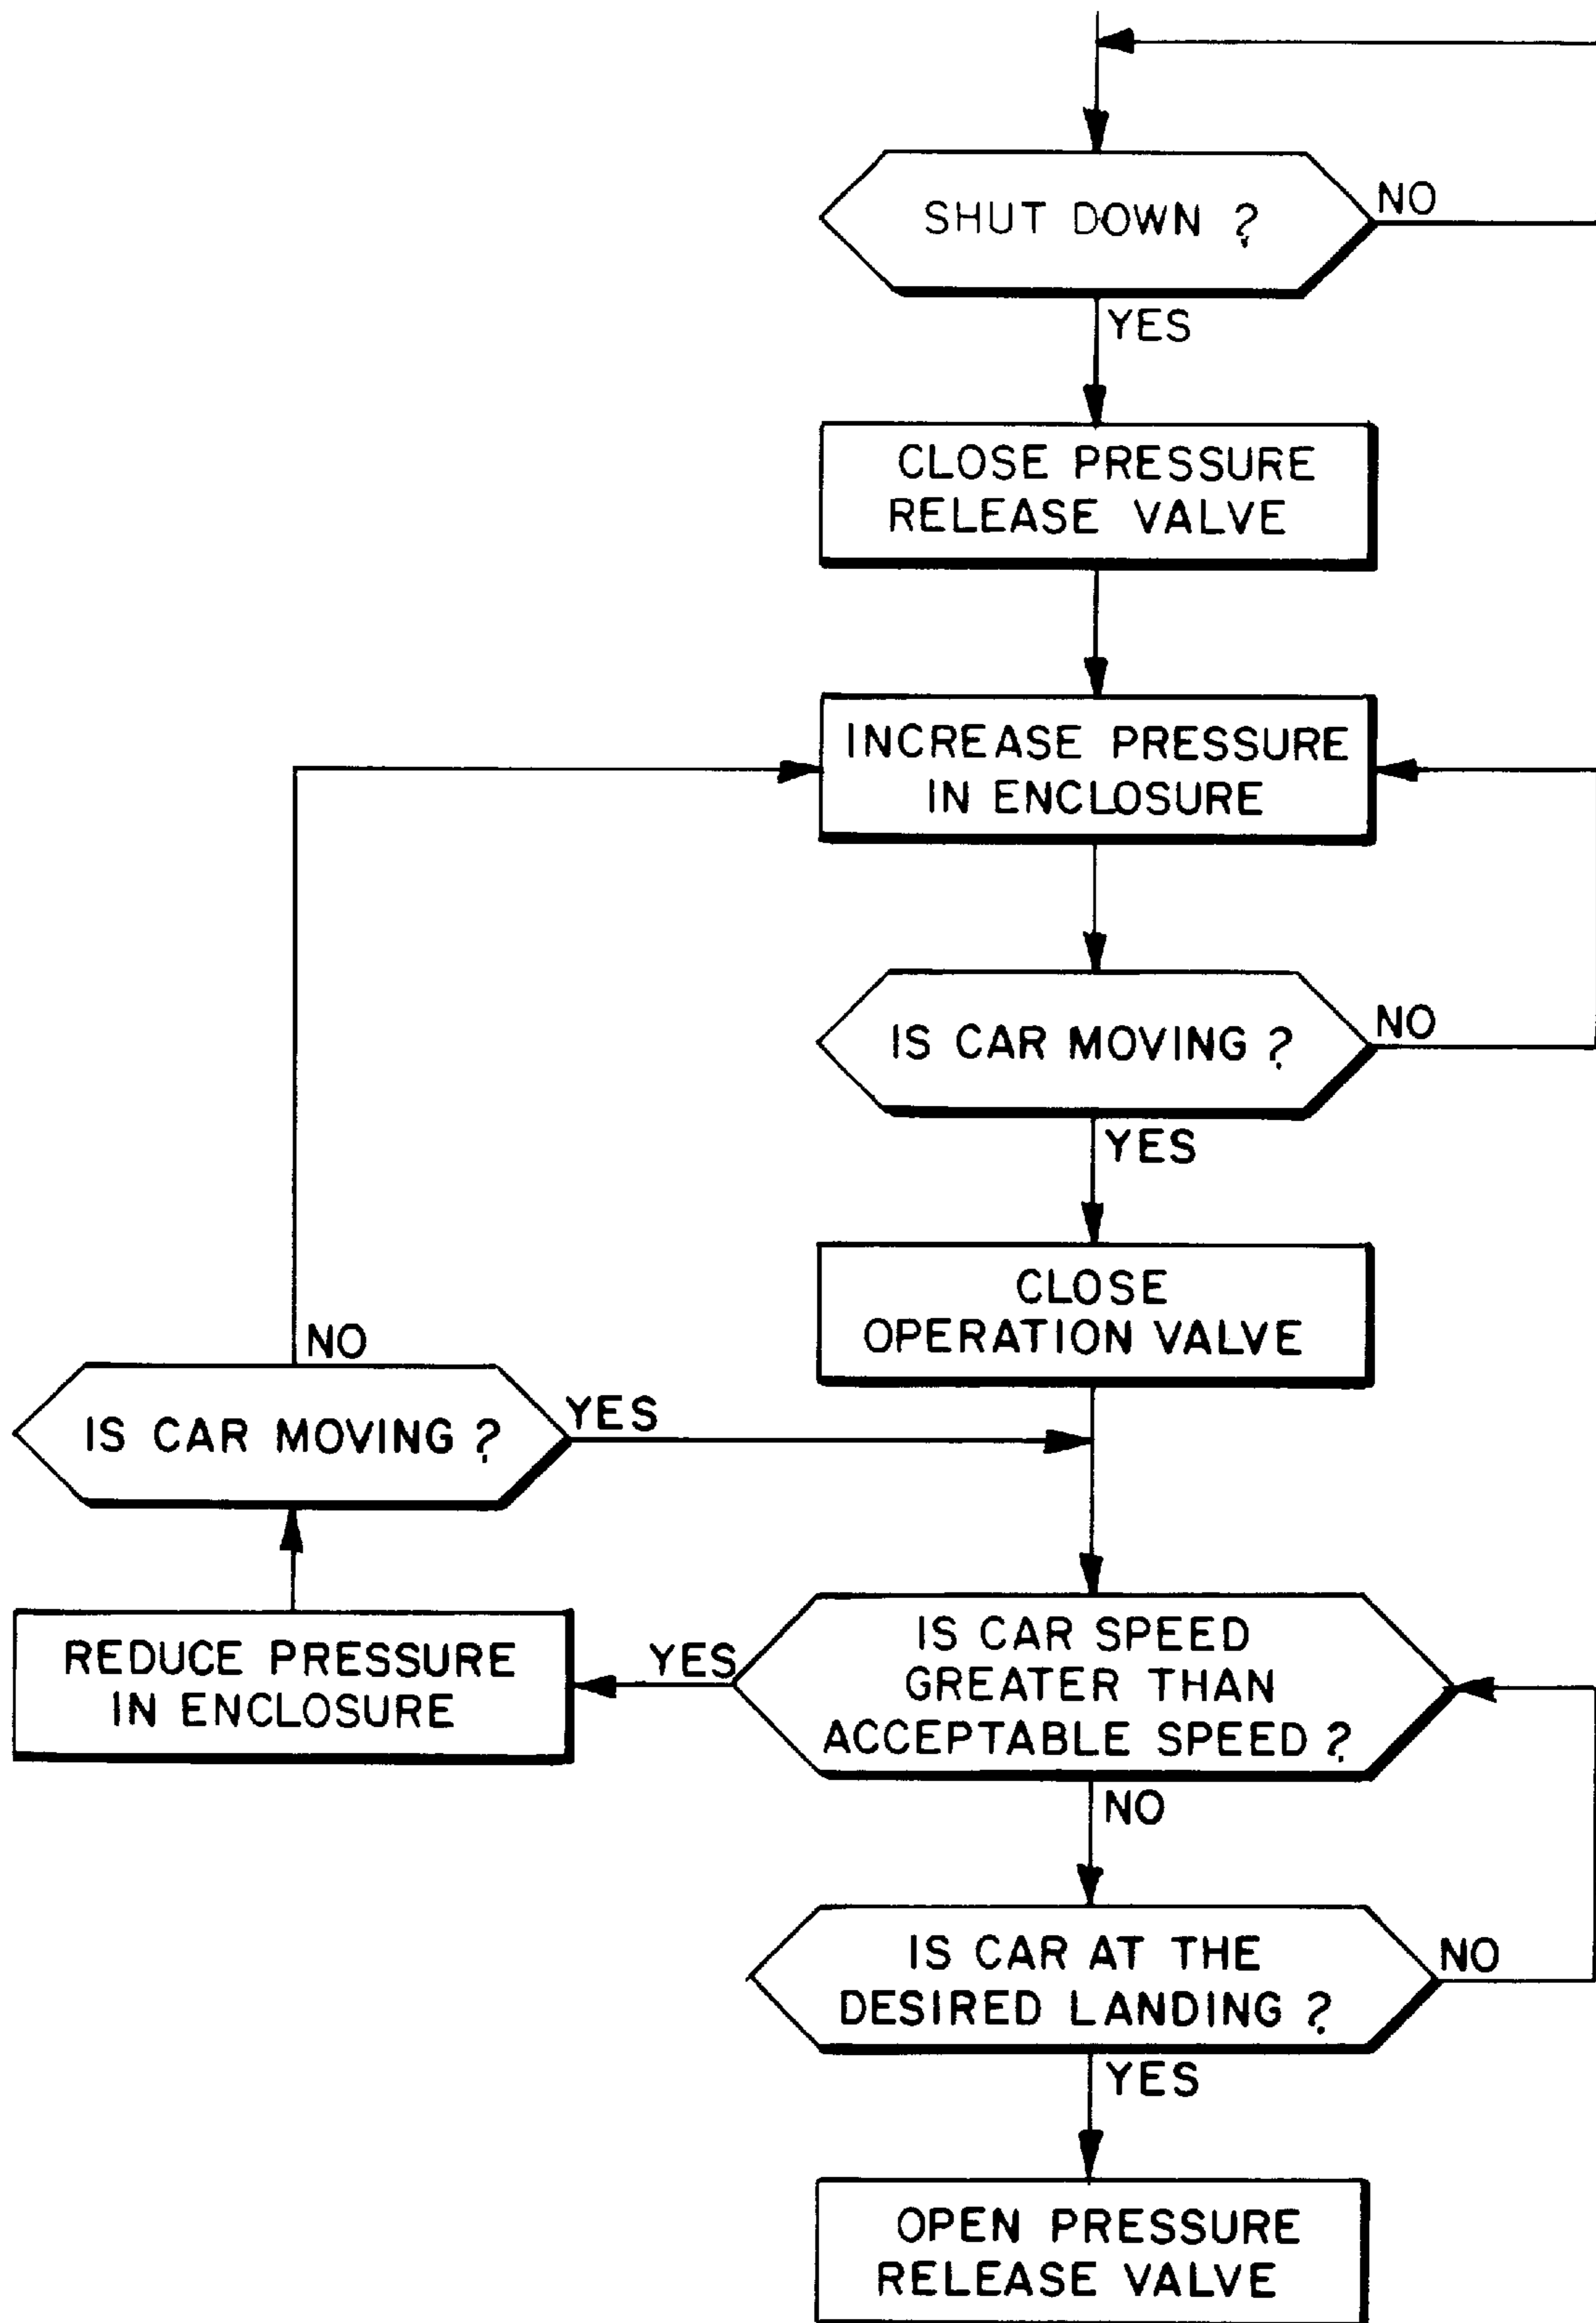 SHUT DOWN ?
NO
YES
CLOSE PRESSURE
RELEASE VALVE
INCREASE PRESSURE
IN ENCLOSURE
IS CAR MOVING ?
NO
YES
CLOSE
OPERATION VALVE
NO
IS CAR MOVING ?
YES
REDUCE PRESSURE
IN ENCLOSURE
YES
IS CAR SPEED
GREATER THAN
ACCEPTABLE SPEED ?
NO
IS CAR AT THE
DESIRED LANDING ?
NO
YES
OPEN PRESSURE
RELEASE VALVE